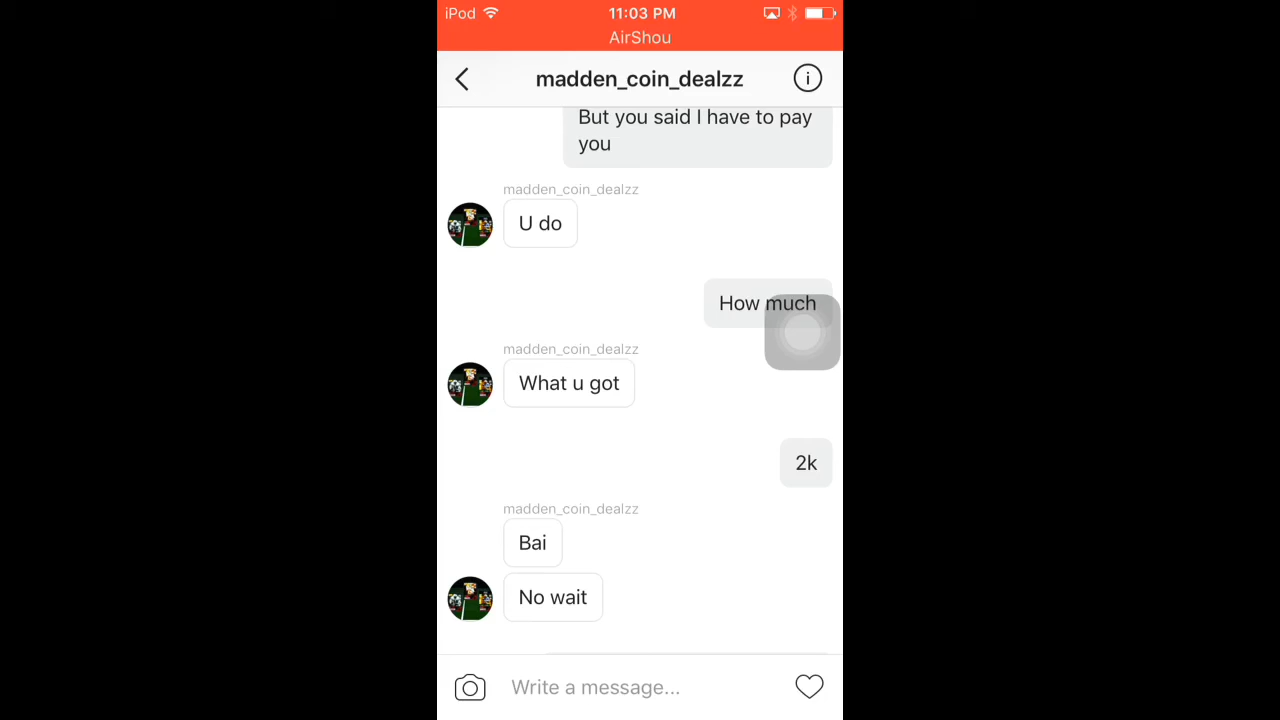 iPod 11:03 PM
AirShou
madden_coin_dealzz
But you said I have to pay
you
madden_coin_dealzz
U do
How much
madden_coin_dealzz
What u got
2k
madden_coin_dealzz
Bai
No wait
Write a message...